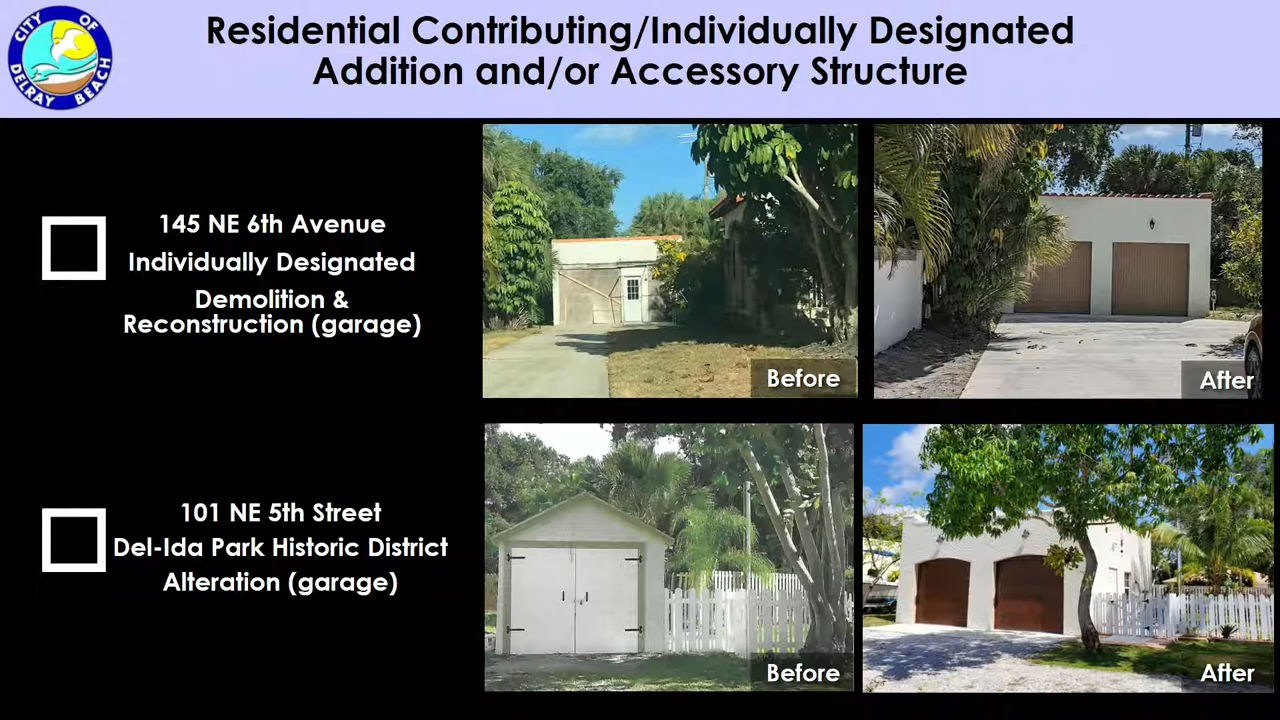 CITY OF
DELRAY BEACH
Residential Contributing/Individually Designated
Addition and/or Accessory Structure
145 NE 6th Avenue
Individually Designated
Demolition &
Reconstruction (garage)
Before
After
101 NE 5th Street
Del-Ida Park Historic District
Alteration (garage)
Before
After